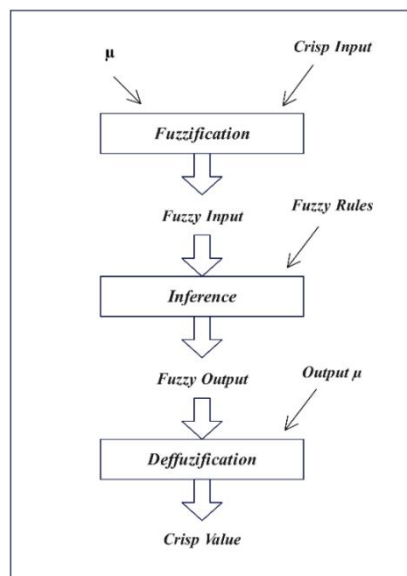 Crisp Input
μ
Fuzzification
Fuzzy Input
Fuzzy Rules
Inference
Fuzzy Output
Output μ
Deffuzification
Crisp Value